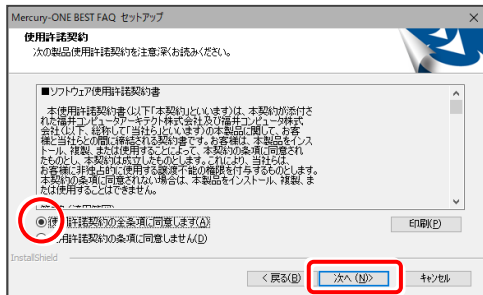 Mercury-ONE BEST FAQ セットアップ
使用許諾契約
次の製品使用許諾契約を注意深くお読みください。
■ソフトウェア使用許諾契約書
本使用許諾契約書(以下「本契約」といいます)は、本契約が添付さ
れた福井コンピュータアーキテクト株式会社及び福井コンピュータ株式
会社(以下、総称して「当社ら」といいます)の本製品に関して、お客
様と当社らとの間に締結される契約書です。お客様は、本製品をインス
トール、複製、または使用することによって、本契約の条項に同意され
たものとし、本契約は成立したものとします。これにより、当社らは、
お客様に非独占的に使用する譲渡不能の権限を付与するものとします。
本契約の条項に同意されない場合は、本製品をインストール、複製、ま
たは使用することはできません。
使用許諾契約の全条項に同意します(A)
用許諾契約の条項に同意しません(D)
印刷(P)
InstallShield
< 戻る(B)
次へ (N)>
キャンセル